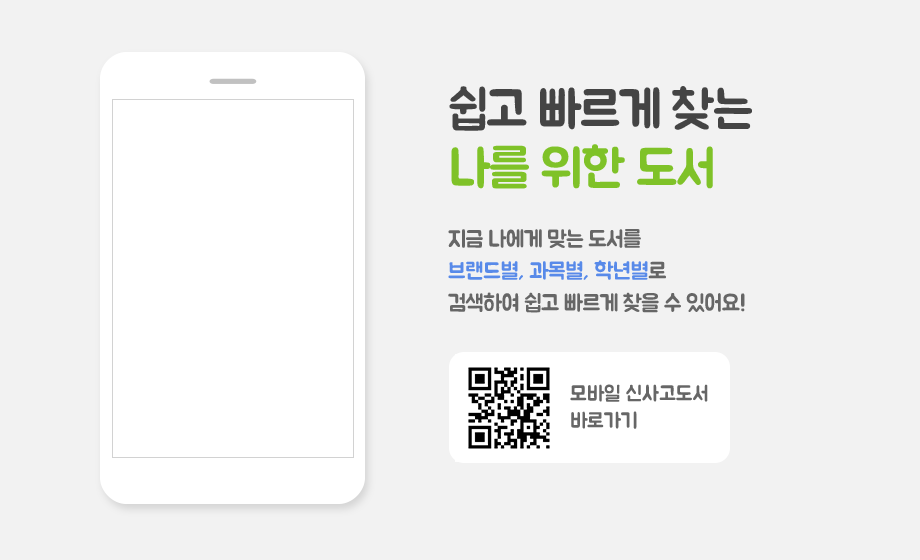 쉽고 빠르게 찾는
나를 위한 도서
지금 나에게 맞는 도서를
브랜드별, 과목별, 학년별로
검색하여 쉽고 빠르게 찾을 수 있어요!
모바일 신사고도서
바로가기